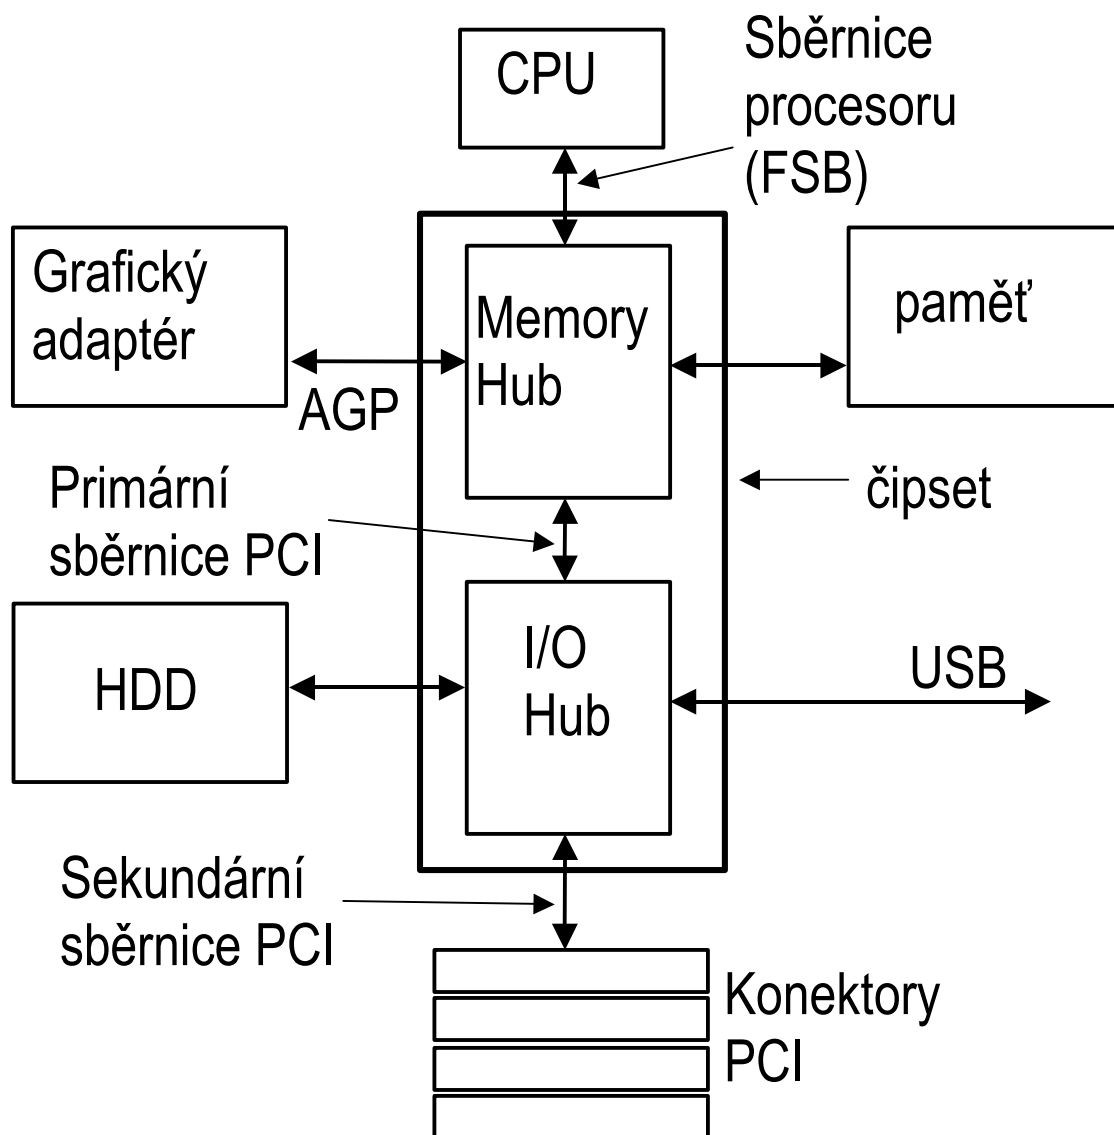 CPU
Sběrnice
procesoru
(FSB)
Grafický
adaptér
Memory
Hub
paměť
AGP
Primární
sběrnice PCI
čipset
HDD
I/O
Hub
USB
Sekundární
sběrnice PCI
Konektory
PCI